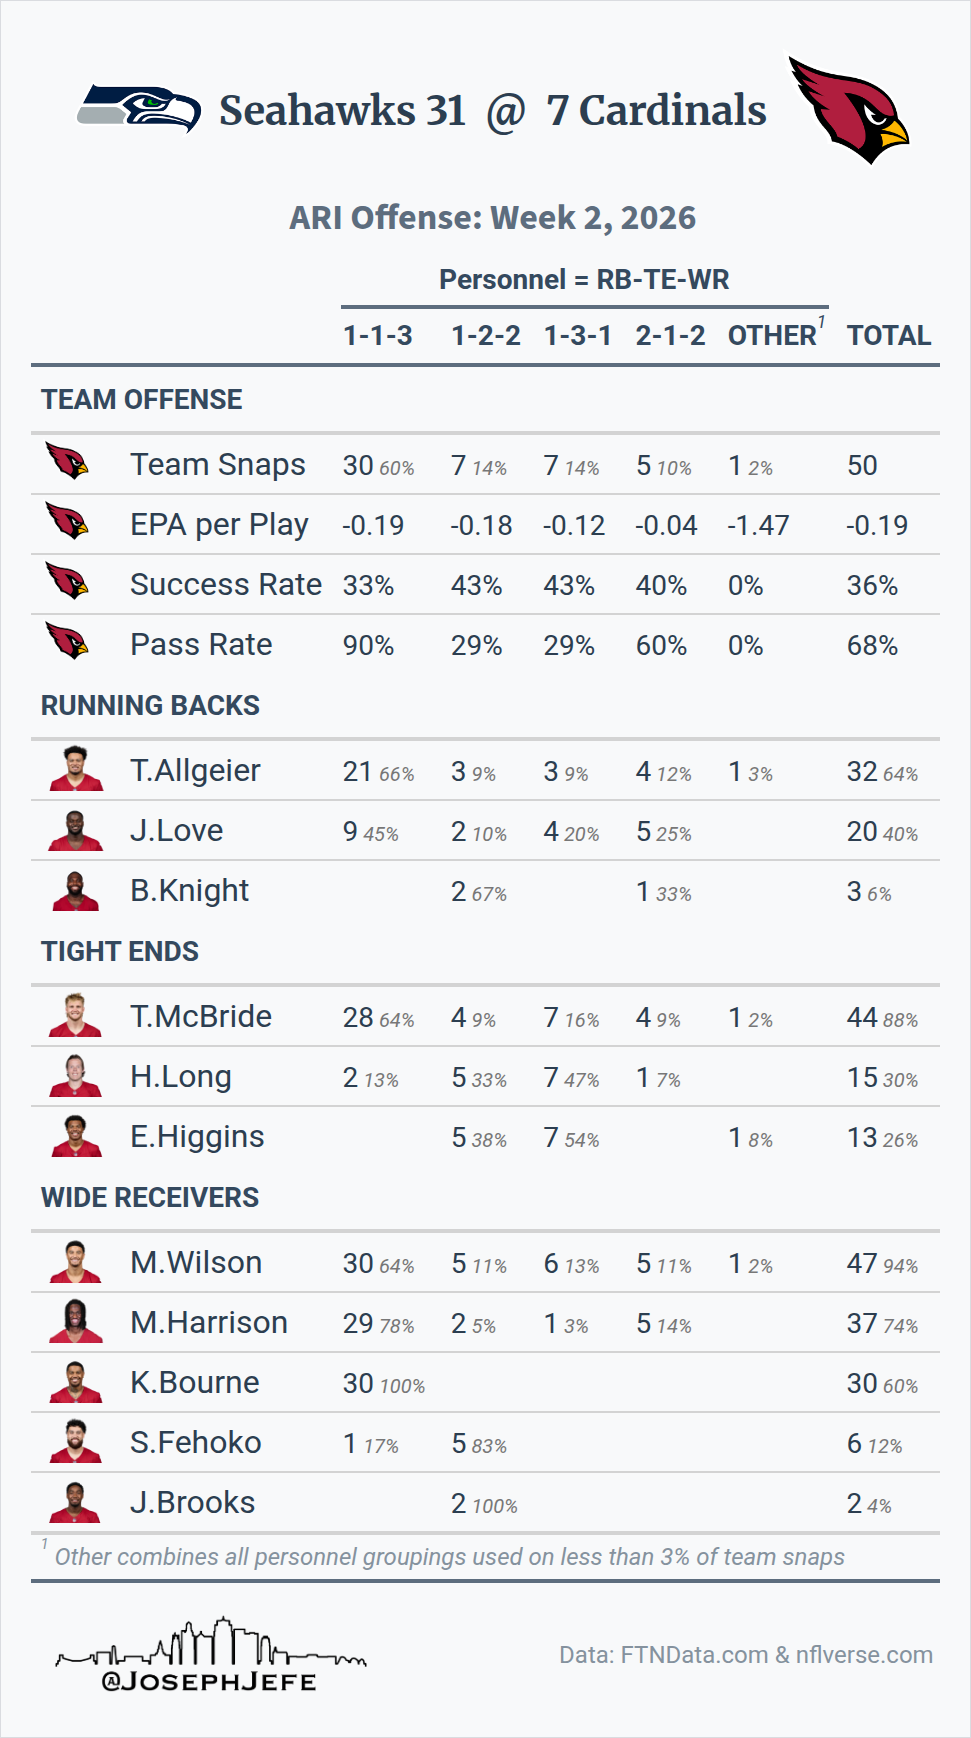 Seahawks 31 @ 7 Cardinals
ARI Offense: Week 2, 2026
Personnel = RB-TE-WR
1-1-3 1-2-2 1-3-1 2-1-2 OTHER1 TOTAL
TEAM OFFENSE
Team Snaps 30 60% 7 14% 7 14% 5 10% 1 2% 50
EPA per Play -0.19 -0.18 -0.12 -0.04 -1.47 -0.19
Success Rate 33% 43% 43% 40% 0% 36%
Pass Rate 90% 29% 29% 60% 0% 68%
RUNNING BACKS
T.Allgeier 21 66% 3 9% 3 9% 4 12% 1 3% 32 64%
J.Love 9 45% 2 10% 4 20% 5 25% 20 40%
B.Knight 2 67% 1 33% 3 6%
TIGHT ENDS
T.McBride 28 64% 4 9% 7 16% 4 9% 1 2% 44 88%
H.Long 2 13% 5 33% 7 47% 1 7% 15 30%
E.Higgins 5 38% 7 54% 1 8% 13 26%
WIDE RECEIVERS
M.Wilson 30 64% 5 11% 6 13% 5 11% 1 2% 47 94%
M.Harrison 29 78% 2 5% 1 3% 5 14% 37 74%
K.Bourne 30 100% 30 60%
S.Fehoko 1 17% 5 83% 6 12%
J.Brooks 2 100% 2 4%
1 Other combines all personnel groupings used on less than 3% of team snaps
@JosephJefe
Data: FTNData.com & nflverse.com